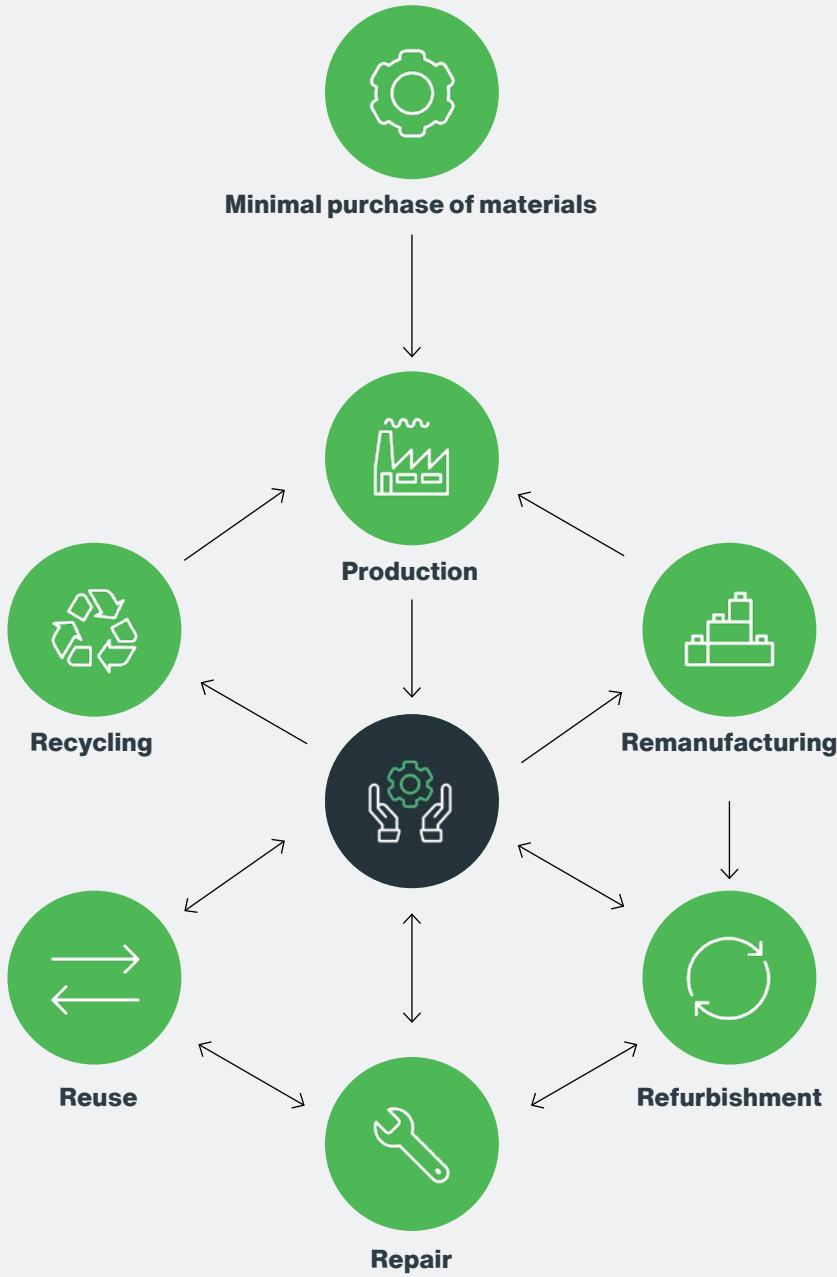 Minimal purchase of materials
Production
Recycling
Remanufacturing
Reuse
Refurbishment
Repair